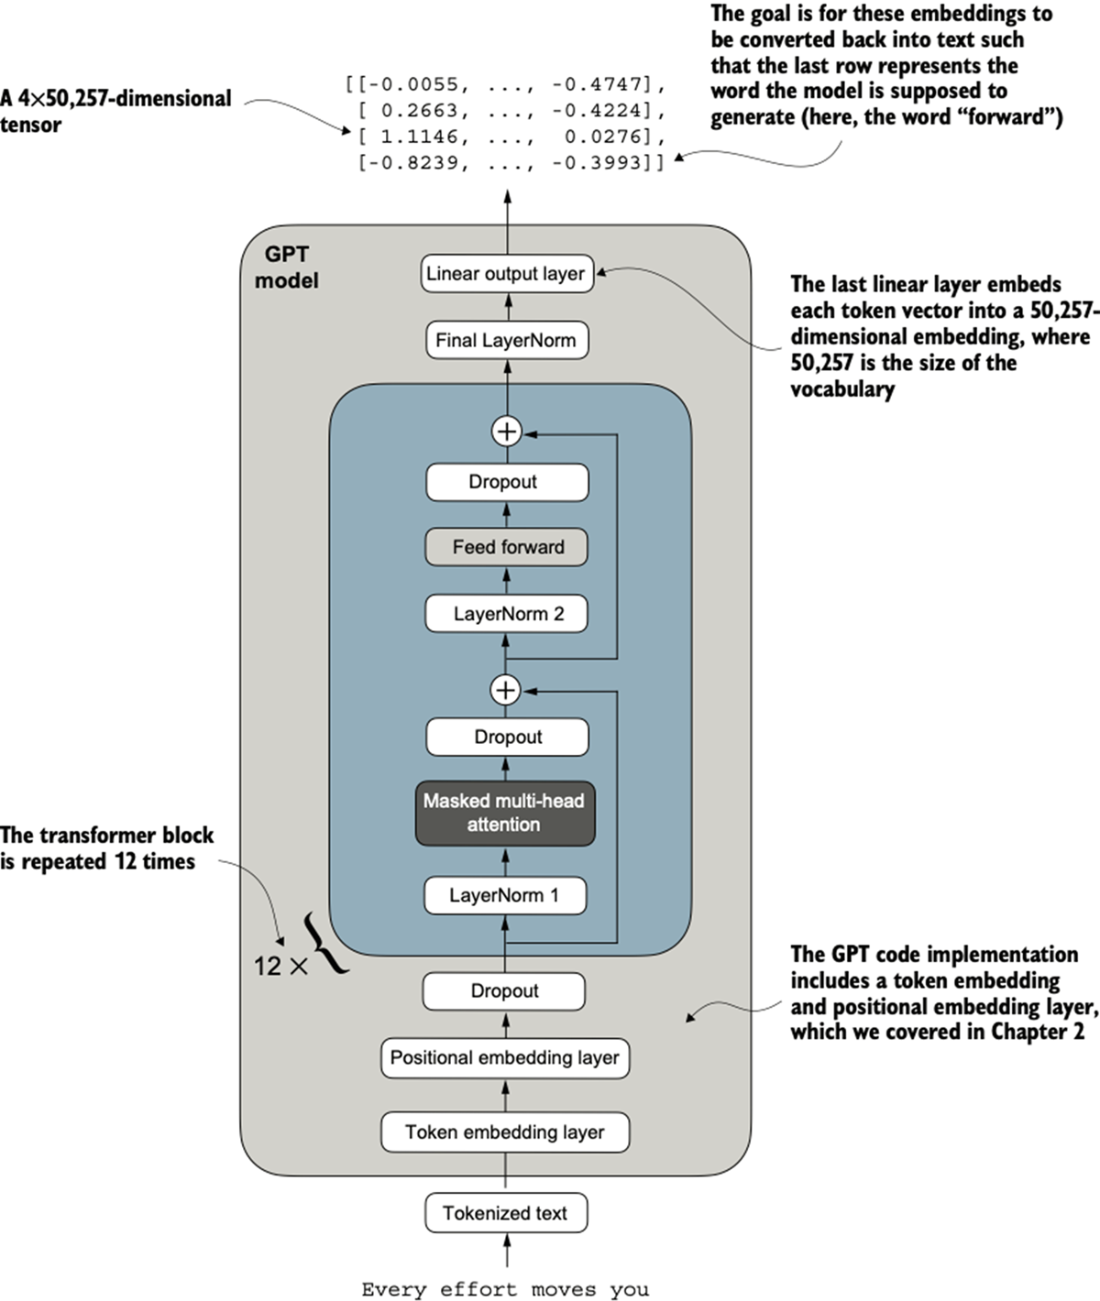 The goal is for these embeddings to
be converted back into text such
that the last row represents the
word the model is supposed to
generate (here, the word “forward”)
A 4×50,257-dimensional
tensor
[[-0.0055, ..., -0.4747],
[ 0.2663, ..., -0.4224],
[ 1.1146, ..., 0.0276],
[-0.8239, ..., -0.3993]]
GPT
model
Linear output layer
The last linear layer embeds
each token vector into a 50,257-
dimensional embedding, where
50,257 is the size of the
vocabulary
Final LayerNorm
+
Dropout
Feed forward
LayerNorm 2
+
Dropout
Masked multi-head
attention
The transformer block
is repeated 12 times
LayerNorm 1
12 ×
{
Dropout
The GPT code implementation
includes a token embedding
and positional embedding layer,
which we covered in Chapter 2
Positional embedding layer
Token embedding layer
Tokenized text
Every effort moves you